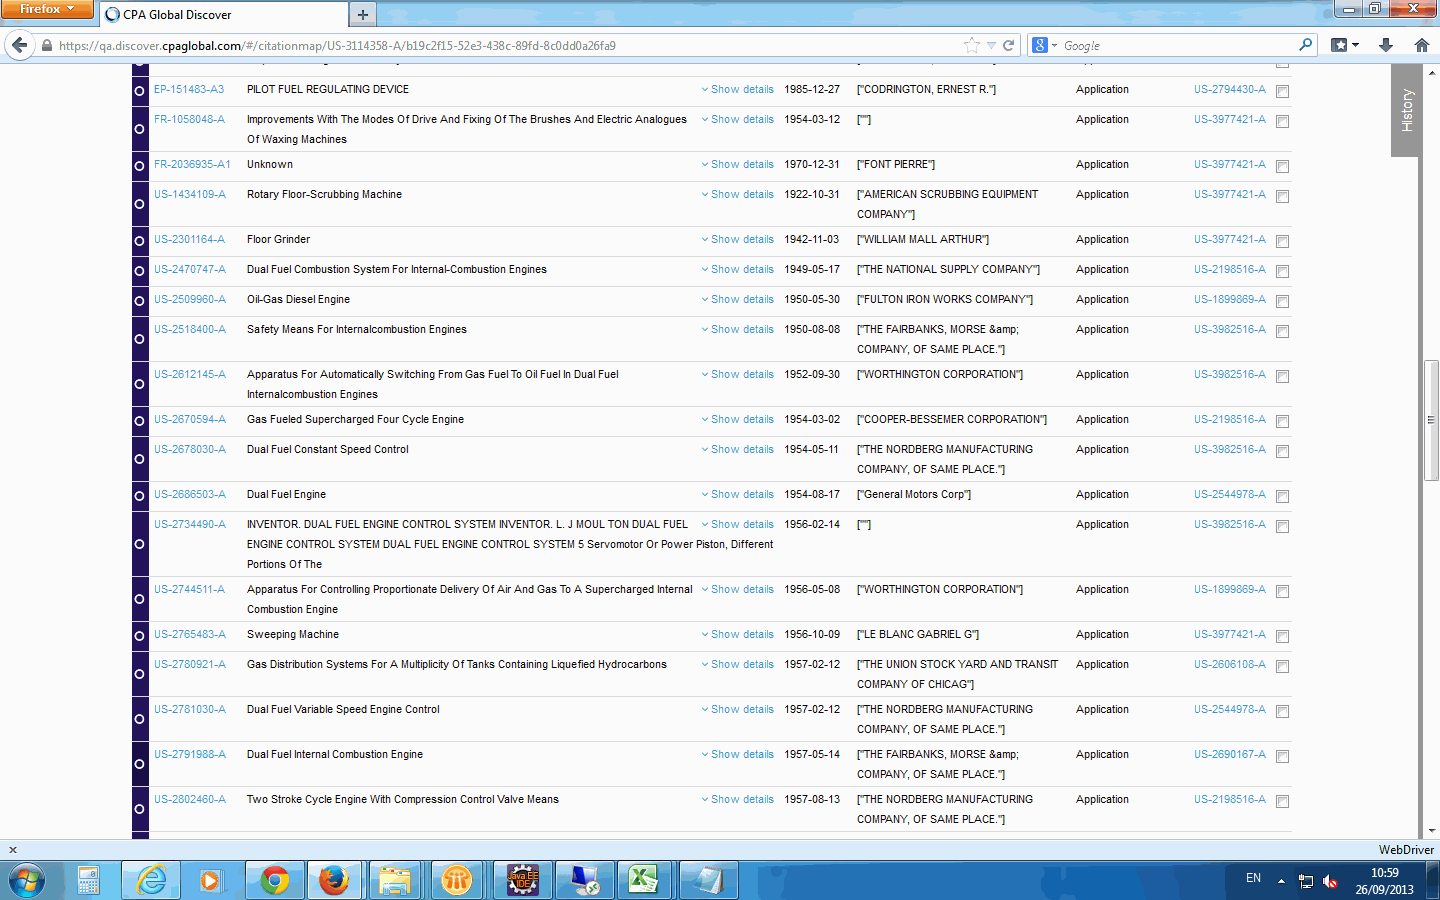 Firefox
CPA Global Discover
https://qa.discover.cpaglobal.com/#/citationmap/US-3114358-A/b19c2f15-52e3-438c-89fd-8c0dd0a26fa9
Google
History
EP-151483-A3 PILOT FUEL REGULATING DEVICE Show details 1985-12-27 ["CODRINGTON, ERNEST R."] Application US-2794430-A
FR-1058048-A Improvements With The Modes Of Drive And Fixing Of The Brushes And Electric Analogues Show details 1954-03-12 [""] Application US-3977421-A
Of Waxing Machines
FR-2036935-A1 Unknown Show details 1970-12-31 ["FONT PIERRE"] Application US-3977421-A
US-1434109-A Rotary Floor-Scrubbing Machine Show details 1922-10-31 ["AMERICAN SCRUBBING EQUIPMENT Application US-3977421-A
COMPANY"]
US-2301164-A Floor Grinder Show details 1942-11-03 ["WILLIAM MALL ARTHUR"] Application US-3977421-A
US-2470747-A Dual Fuel Combustion System For Internal-Combustion Engines Show details 1949-05-17 ["THE NATIONAL SUPPLY COMPANY"] Application US-2198516-A
US-2509960-A Oil-Gas Diesel Engine Show details 1950-05-30 ["FULTON IRON WORKS COMPANY"] Application US-1899869-A
US-2518400-A Safety Means For Internalcombustion Engines Show details 1950-08-08 ["THE FAIRBANKS, MORSE &amp; Application US-3982516-A
COMPANY, OF SAME PLACE."]
US-2612145-A Apparatus For Automatically Switching From Gas Fuel To Oil Fuel In Dual Fuel Show details 1952-09-30 ["WORTHINGTON CORPORATION"] Application US-3982516-A
Internalcombustion Engines
US-2670594-A Gas Fueled Supercharged Four Cycle Engine Show details 1954-03-02 ["COOPER-BESSEMER CORPORATION"] Application US-2198516-A
US-2678030-A Dual Fuel Constant Speed Control Show details 1954-05-11 ["THE NORDBERG MANUFACTURING Application US-3982516-A
COMPANY, OF SAME PLACE."]
US-2686503-A Dual Fuel Engine Show details 1954-08-17 ["General Motors Corp"] Application US-2544978-A
US-2734490-A INVENTOR. DUAL FUEL ENGINE CONTROL SYSTEM INVENTOR. L. J MOUL TON DUAL FUEL Show details 1956-02-14 [""] Application US-3982516-A
ENGINE CONTROL SYSTEM DUAL FUEL ENGINE CONTROL SYSTEM 5 Servomotor Or Power Piston, Different
Portions Of The
US-2744511-A Apparatus For Controlling Proportionate Delivery Of Air And Gas To A Supercharged Internal Show details 1956-05-08 ["WORTHINGTON CORPORATION"] Application US-1899869-A
Combustion Engine
US-2765483-A Sweeping Machine Show details 1956-10-09 ["LE BLANC GABRIEL G"] Application US-3977421-A
US-2780921-A Gas Distribution Systems For A Multiplicity Of Tanks Containing Liquefied Hydrocarbons Show details 1957-02-12 ["THE UNION STOCK YARD AND TRANSIT Application US-2606108-A
COMPANY OF CHICAG"]
US-2781030-A Dual Fuel Variable Speed Engine Control Show details 1957-02-12 ["THE NORDBERG MANUFACTURING Application US-2544978-A
COMPANY, OF SAME PLACE."]
US-2791988-A Dual Fuel Internal Combustion Engine Show details 1957-05-14 ["THE FAIRBANKS, MORSE &amp; Application US-2690167-A
COMPANY, OF SAME PLACE."]
US-2802460-A Two Stroke Cycle Engine With Compression Control Valve Means Show details 1957-08-13 ["THE NORDBERG MANUFACTURING Application US-2198516-A
COMPANY, OF SAME PLACE."]
WebDriver
Java EE
IDE
EN
10:59
26/09/2013